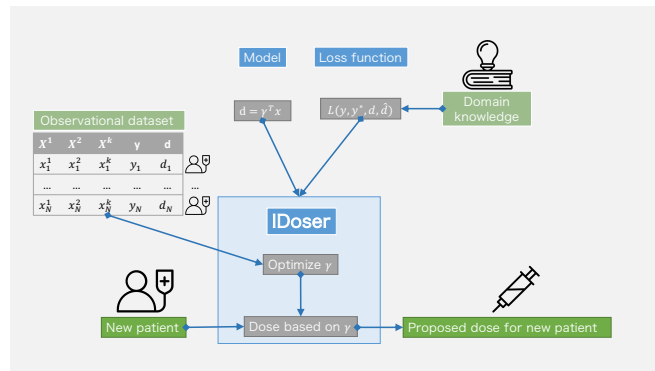 Model
Loss function
d = γᵀx
L(y, y*, d, d̂)
Domain
knowledge
Observational dataset
X¹ X² Xᵏ y d
x₁¹ x₁² x₁ᵏ y₁ d₁
... ... ... ... ... ...
x_N¹ x_N² x_Nᵏ y_N d_N
IDoser
Optimize γ
New patient
Dose based on γ
Proposed dose for new patient